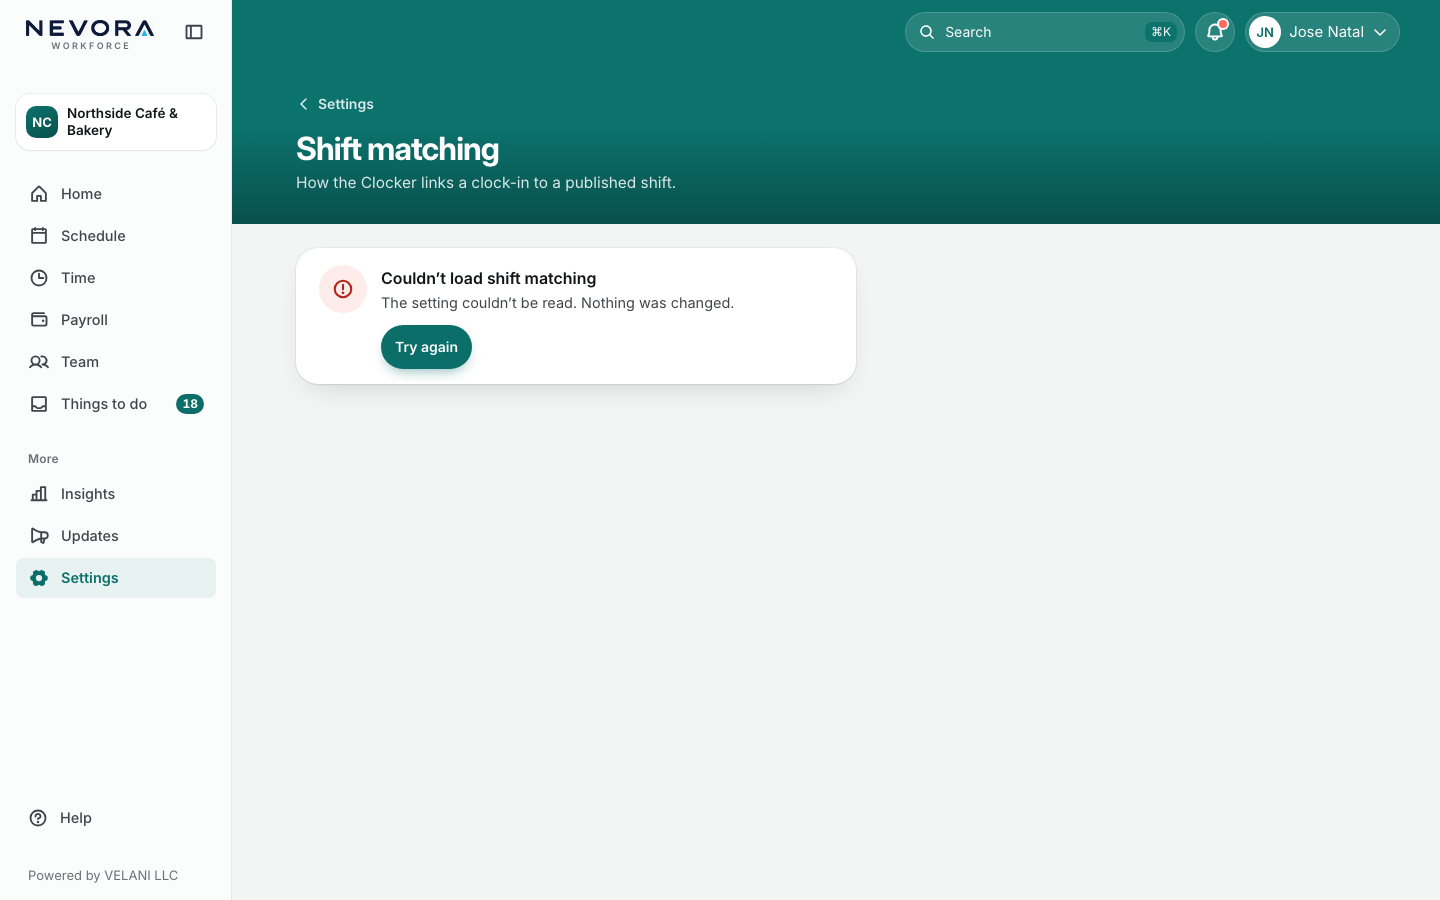 NEVORA
WORKFORCE
Search
⌘K
JN
Jose Natal
NC
Northside Café &
Bakery
Home
Schedule
Time
Payroll
Team
Things to do
18
More
Insights
Updates
Settings
Help
Powered by VELANI LLC
Settings
Shift matching
How the Clocker links a clock-in to a published shift.
Couldn’t load shift matching
The setting couldn’t be read. Nothing was changed.
Try again